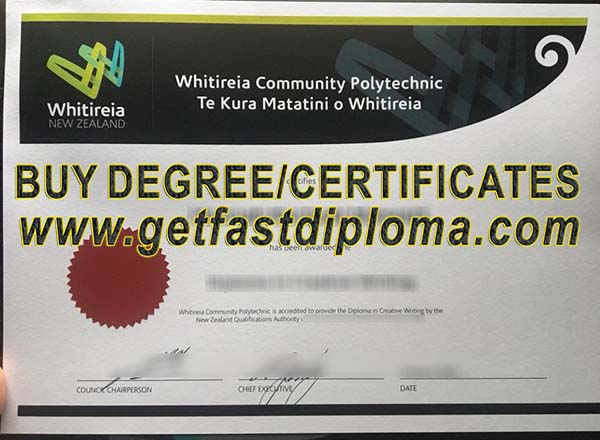 Whitireia
NEW ZEALAND
Whitireia Community Polytechnic
Te Kura Matatini o Whitireia
certifies
BUY DEGREE/CERTIFICATES
www.getfastdiploma.com
has been awarded the
Whitireia Community Polytechnic is accredited to provide the Diploma in Creative Writing by the
New Zealand Qualifications Authority
COUNCIL CHAIRPERSON
CHIEF EXECUTIVE
DATE